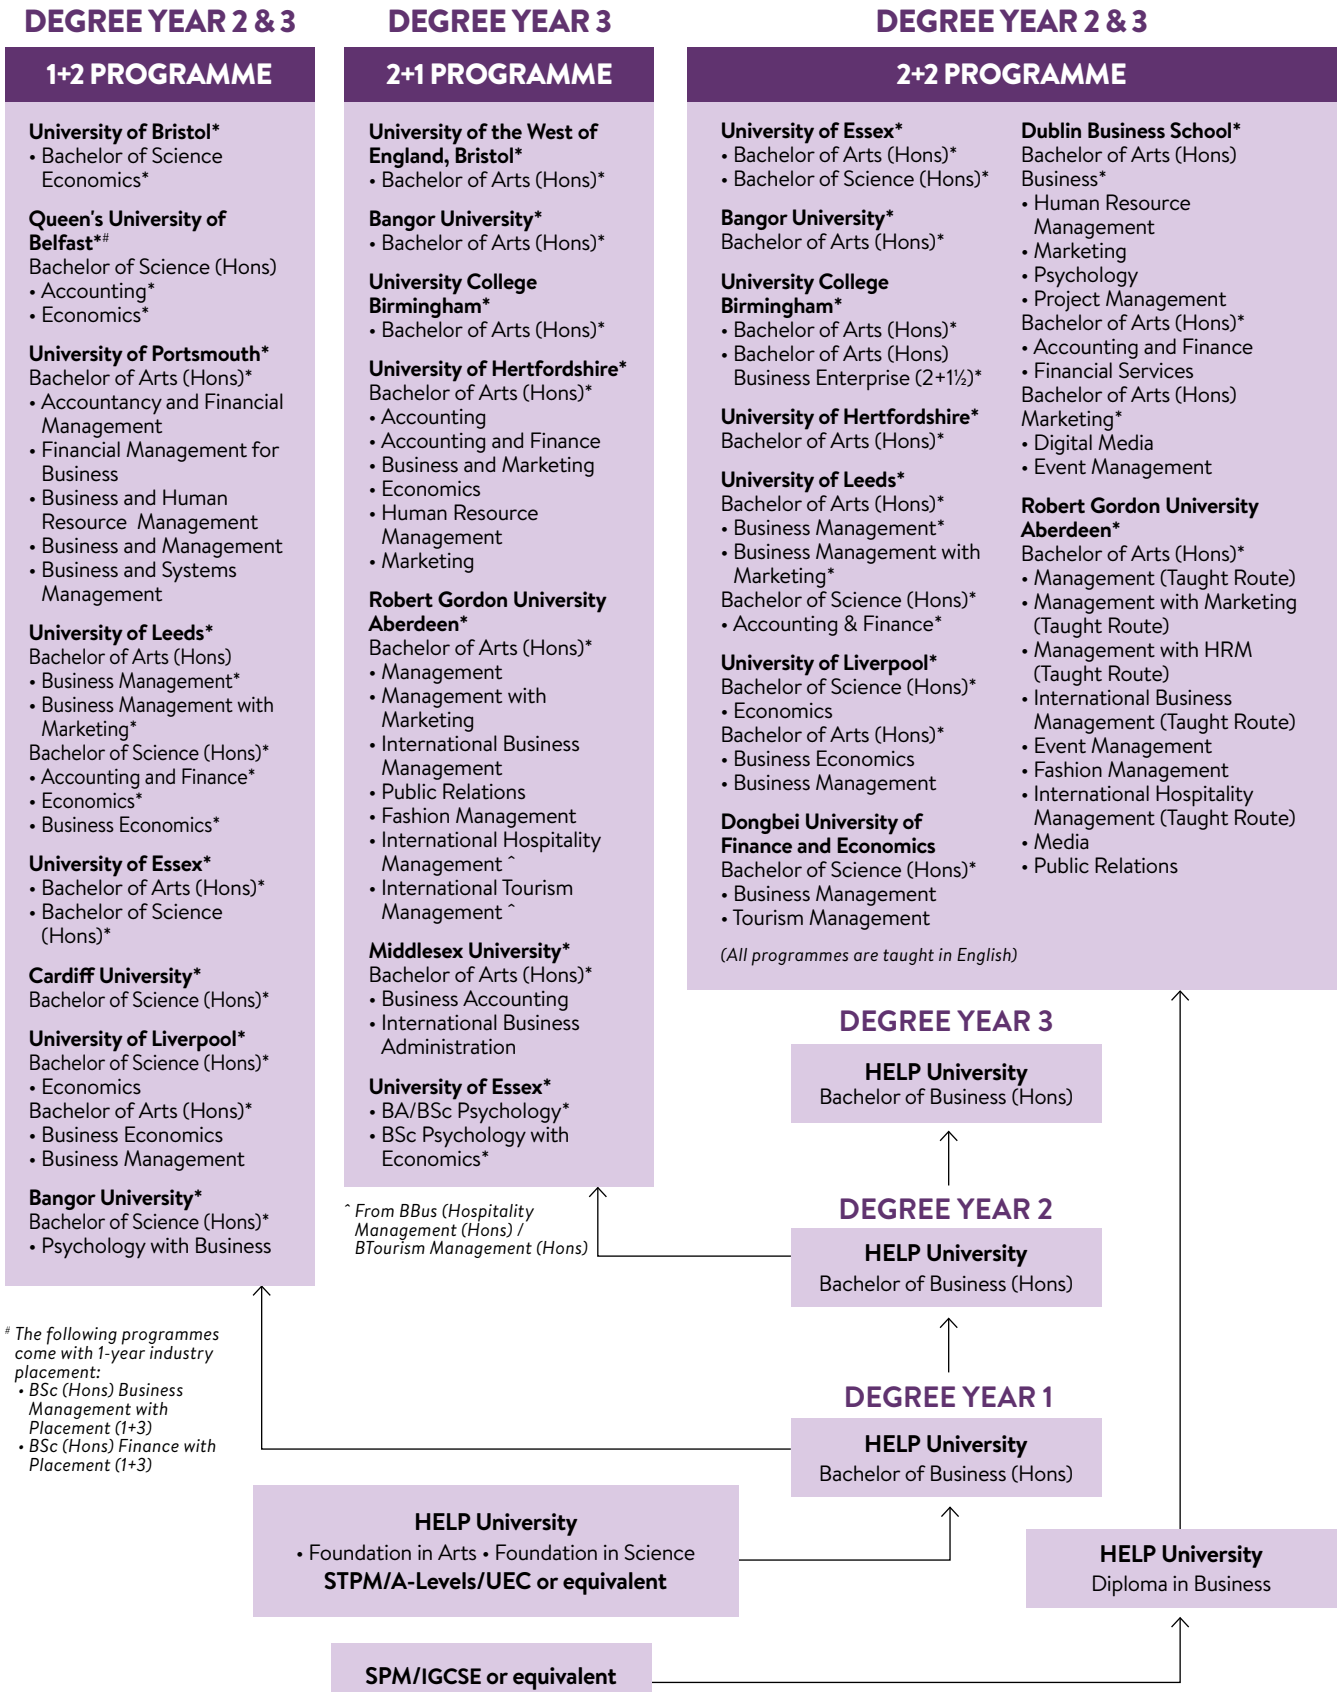 DEGREE YEAR 2 & 3
1+2 PROGRAMME
University of Bristol*
• Bachelor of Science
Economics*
Queen's University of
Belfast*#
Bachelor of Science (Hons)
• Accounting*
• Economics*
University of Portsmouth*
Bachelor of Arts (Hons)*
• Accountancy and Financial
Management
• Financial Management for
Business
• Business and Human
Resource Management
• Business and Management
• Business and Systems
Management
University of Leeds*
Bachelor of Arts (Hons)
• Business Management*
• Business Management with
Marketing*
Bachelor of Science (Hons)*
• Accounting and Finance*
• Economics*
• Business Economics*
University of Essex*
• Bachelor of Arts (Hons)*
• Bachelor of Science
(Hons)*
Cardiff University*
Bachelor of Science (Hons)*
University of Liverpool*
Bachelor of Science (Hons)*
• Economics
Bachelor of Arts (Hons)*
• Business Economics
• Business Management
Bangor University*
Bachelor of Science (Hons)*
• Psychology with Business
# The following programmes
come with 1-year industry
placement:
• BSc (Hons) Business
Management with
Placement (1+3)
• BSc (Hons) Finance with
Placement (1+3)
DEGREE YEAR 3
2+1 PROGRAMME
University of the West of
England, Bristol*
• Bachelor of Arts (Hons)*
Bangor University*
• Bachelor of Arts (Hons)*
University College
Birmingham*
• Bachelor of Arts (Hons)*
University of Hertfordshire*
Bachelor of Arts (Hons)*
• Accounting
• Accounting and Finance
• Business and Marketing
• Economics
• Human Resource
Management
• Marketing
Robert Gordon University
Aberdeen*
Bachelor of Arts (Hons)*
• Management
• Management with
Marketing
• International Business
Management
• Public Relations
• Fashion Management
• International Hospitality
Management ^
• International Tourism
Management ^
Middlesex University*
Bachelor of Arts (Hons)*
• Business Accounting
• International Business
Administration
University of Essex*
• BA/BSc Psychology*
• BSc Psychology with
Economics*
^ From BBus (Hospitality
Management (Hons) /
BTourism Management (Hons)
DEGREE YEAR 2 & 3
2+2 PROGRAMME
University of Essex*
• Bachelor of Arts (Hons)*
• Bachelor of Science (Hons)*
Bangor University*
Bachelor of Arts (Hons)*
University College
Birmingham*
• Bachelor of Arts (Hons)*
• Bachelor of Arts (Hons)
Business Enterprise (2+1½)*
University of Hertfordshire*
Bachelor of Arts (Hons)*
University of Leeds*
Bachelor of Arts (Hons)*
• Business Management*
• Business Management with
Marketing*
Bachelor of Science (Hons)*
• Accounting & Finance*
University of Liverpool*
Bachelor of Science (Hons)*
• Economics
Bachelor of Arts (Hons)*
• Business Economics
• Business Management
Dongbei University of
Finance and Economics
Bachelor of Science (Hons)*
• Business Management
• Tourism Management
(All programmes are taught in English)
Dublin Business School*
Bachelor of Arts (Hons)
Business*
• Human Resource
Management
• Marketing
• Psychology
• Project Management
Bachelor of Arts (Hons)*
• Accounting and Finance
• Financial Services
Bachelor of Arts (Hons)
Marketing*
• Digital Media
• Event Management
Robert Gordon University
Aberdeen*
Bachelor of Arts (Hons)*
• Management (Taught Route)
• Management with Marketing
(Taught Route)
• Management with HRM
(Taught Route)
• International Business
Management (Taught Route)
• Event Management
• Fashion Management
• International Hospitality
Management (Taught Route)
• Media
• Public Relations
DEGREE YEAR 3
HELP University
Bachelor of Business (Hons)
DEGREE YEAR 2
HELP University
Bachelor of Business (Hons)
DEGREE YEAR 1
HELP University
Bachelor of Business (Hons)
HELP University
• Foundation in Arts • Foundation in Science
STPM/A-Levels/UEC or equivalent
HELP University
Diploma in Business
SPM/IGCSE or equivalent